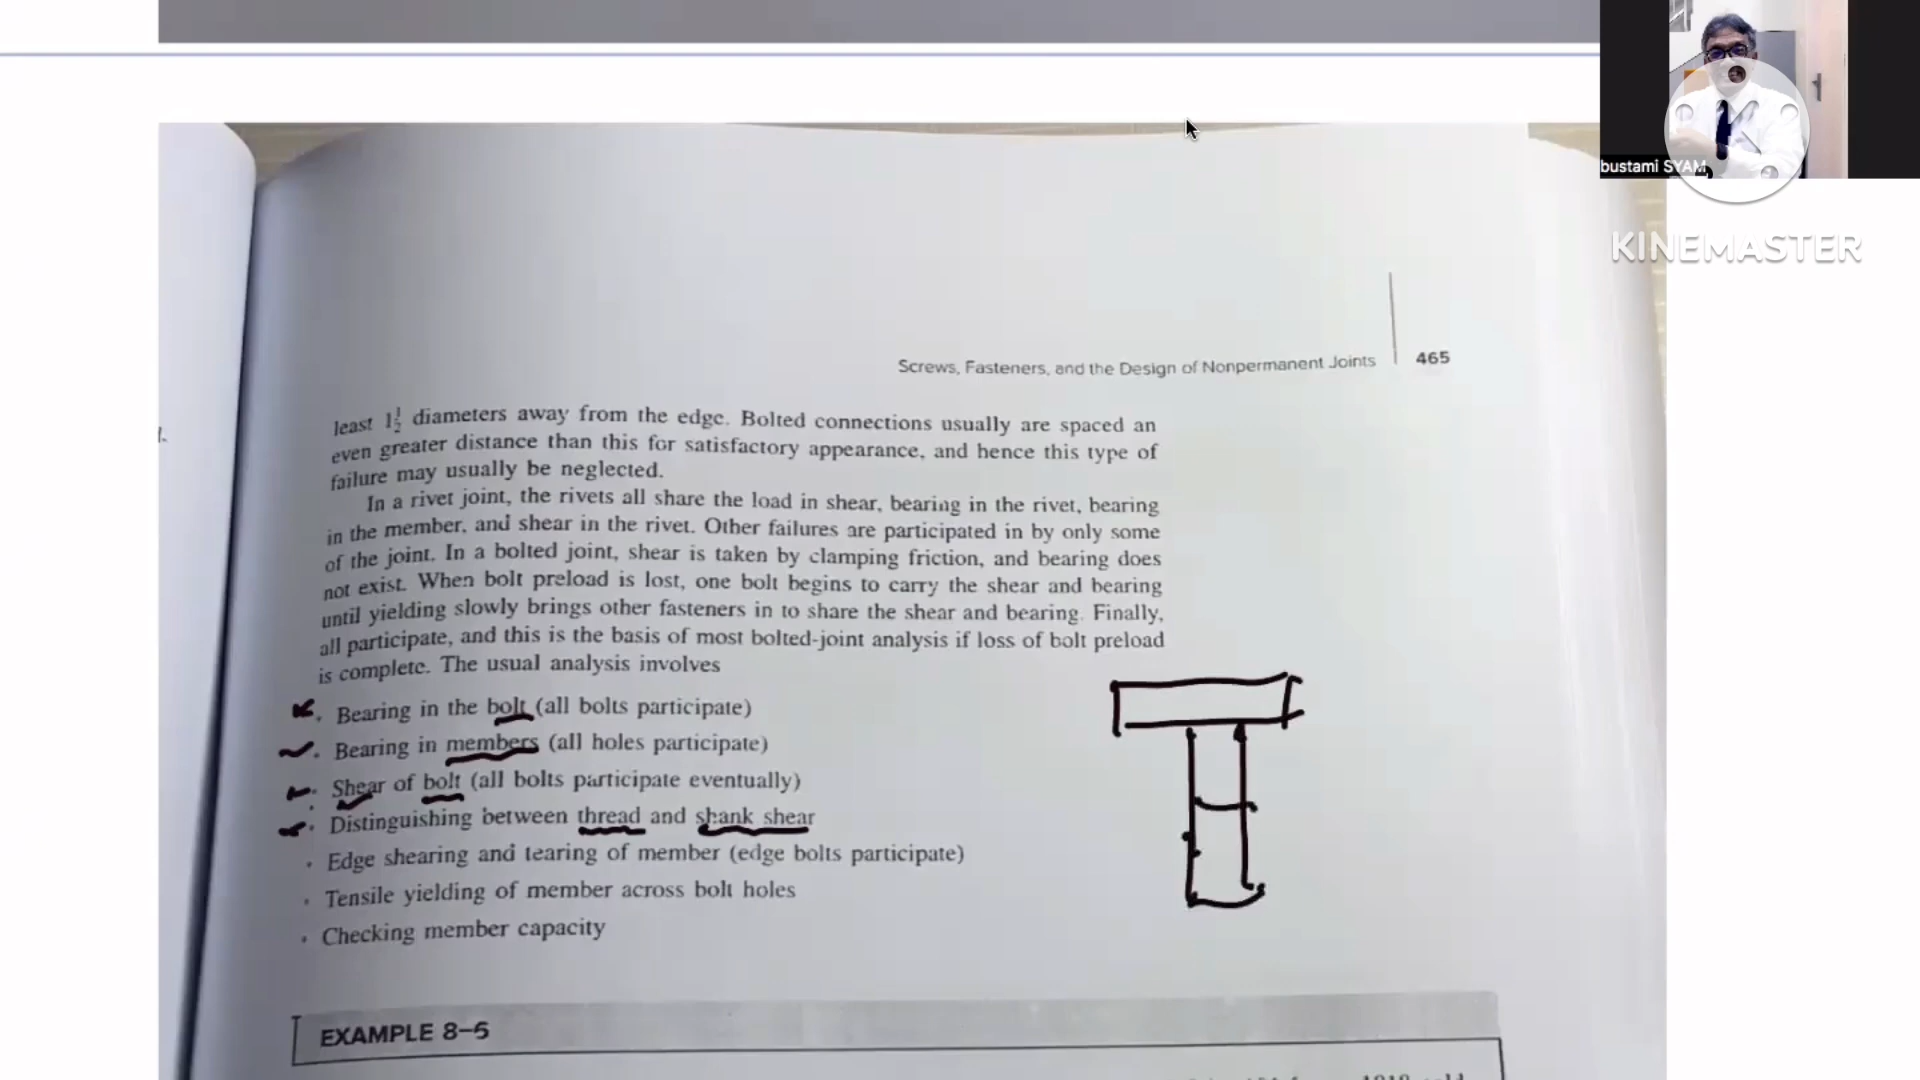 bustami SYAM
KINEMASTER
Screws, Fasteners, and the Design of Nonpermanent Joints 465
least 1½ diameters away from the edge. Bolted connections usually are spaced an
even greater distance than this for satisfactory appearance, and hence this type of
failure may usually be neglected.
In a rivet joint, the rivets all share the load in shear, bearing in the rivet, bearing
in the member, and shear in the rivet. Other failures are participated in by only some
of the joint. In a bolted joint, shear is taken by clamping friction, and bearing does
not exist. When bolt preload is lost, one bolt begins to carry the shear and bearing
until yielding slowly brings other fasteners in to share the shear and bearing. Finally,
all participate, and this is the basis of most bolted-joint analysis if loss of bolt preload
is complete. The usual analysis involves
• Bearing in the bolt (all bolts participate)
• Bearing in members (all holes participate)
• Shear of bolt (all bolts participate eventually)
• Distinguishing between thread and shank shear
• Edge shearing and tearing of member (edge bolts participate)
• Tensile yielding of member across bolt holes
• Checking member capacity
EXAMPLE 8–5